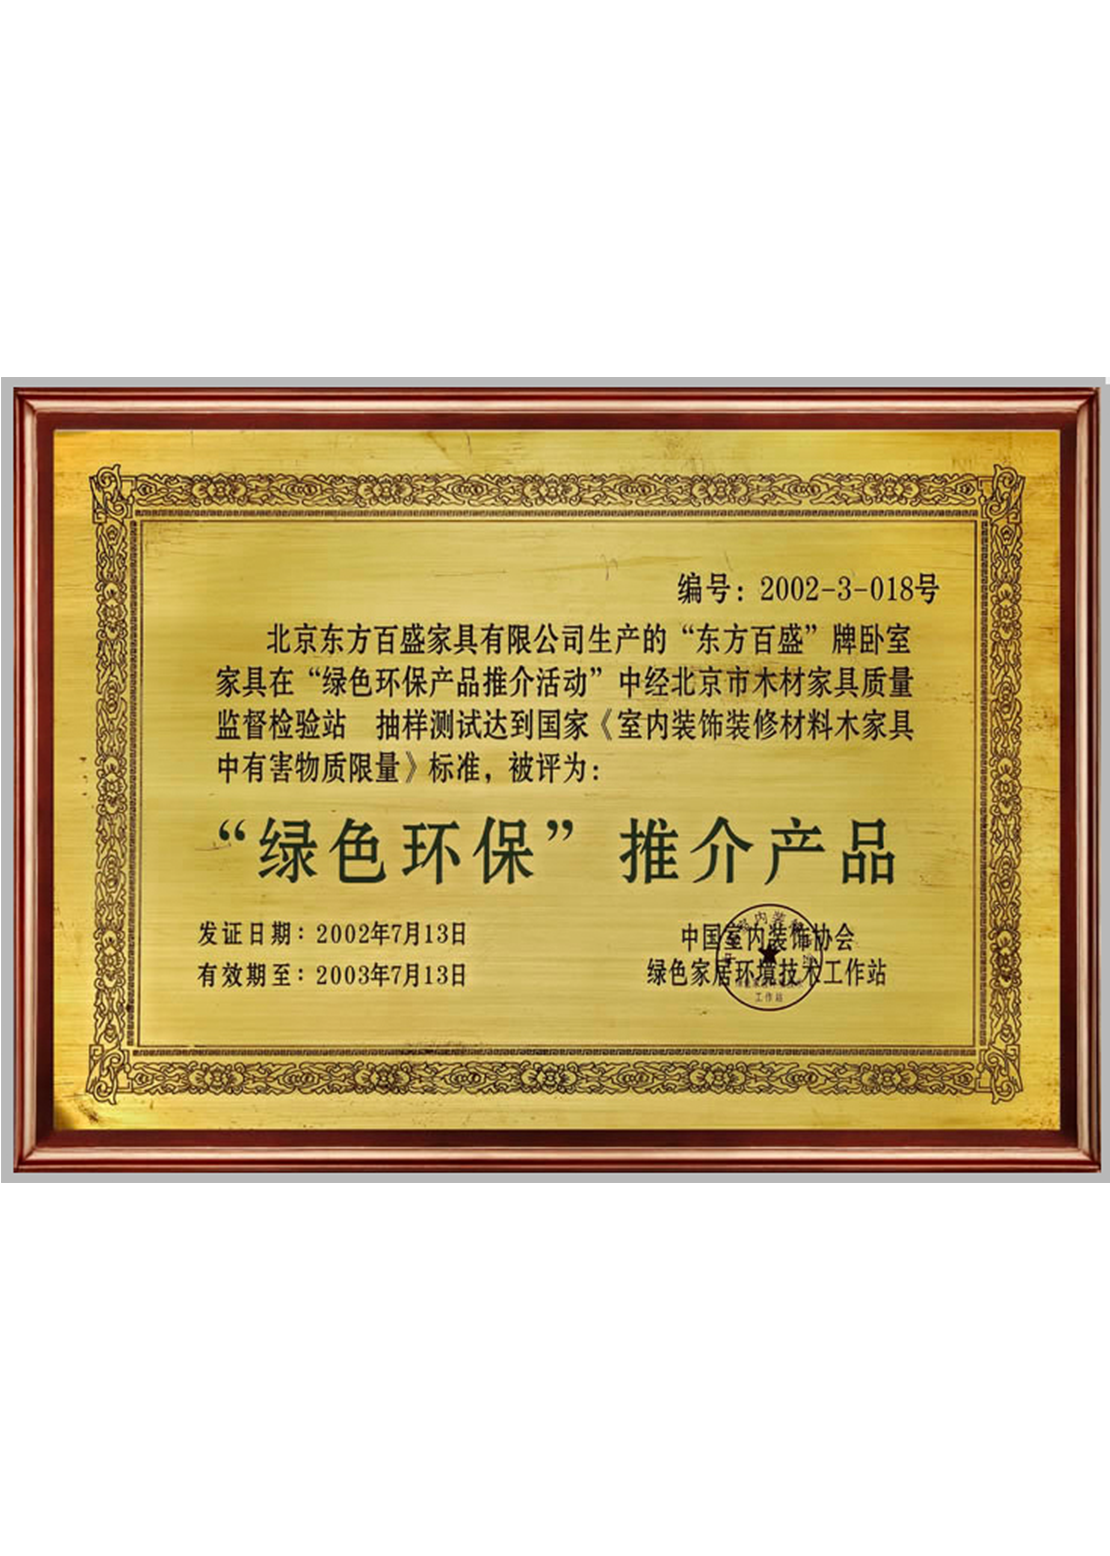 编号：2002-3-018号
北京东方百盛家具有限公司生产的“东方百盛”牌卧室
家具在“绿色环保产品推介活动”中经北京市木材家具质量
监督检验站 抽样测试达到国家《室内装饰装修材料木家具
中有害物质限量》标准，被评为：
“绿色环保”推介产品
发证日期：2002年7月13日
有效期至：2003年7月13日
中国室内装饰协会
绿色家居环境技术工作站
工作站